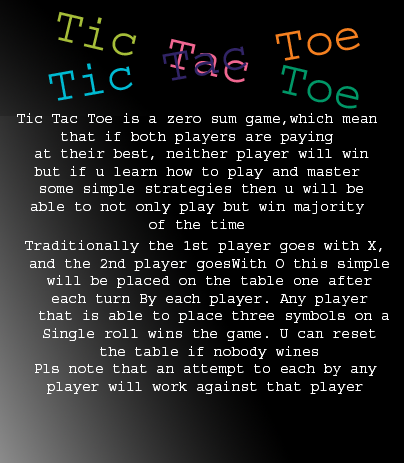 Tic Tac Toe
Tic Tac Toe
Tic Tac Toe is a zero sum game,which mean
that if both players are paying
at their best, neither player will win
but if u learn how to play and master
some simple strategies then u will be
able to not only play but win majority
of the time
Traditionally the 1st player goes with X,
and the 2nd player goesWith O this simple
will be placed on the table one after
each turn By each player. Any player
that is able to place three symbols on a
Single roll wins the game. U can reset
the table if nobody wines
Pls note that an attempt to each by any
player will work against that player